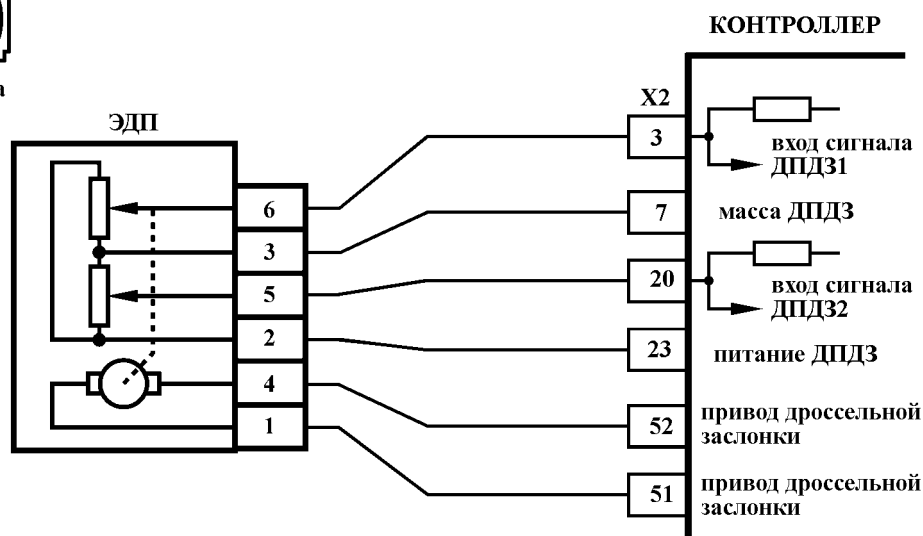 КОНТРОЛЛЕР
а
X2
ЭДП
3
вход сигнала
ДПДЗ1
6
7
масса ДПДЗ
3
20
вход сигнала
ДПДЗ2
5
2
23
питание ДПДЗ
4
52
привод дроссельной
заслонки
1
51
привод дроссельной
заслонки